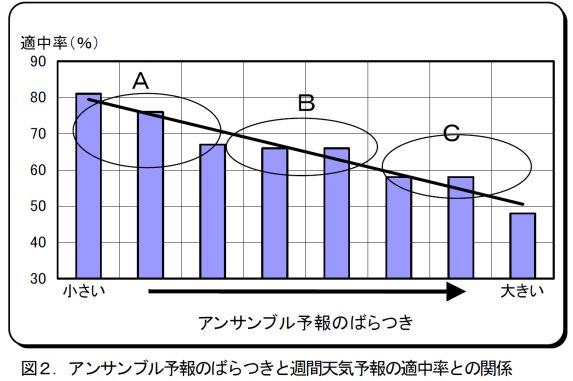 適中率(%)
90
80
70
60
50
40
30
A
B
C
小さい 大きい
アンサンブル予報のばらつき
図2. アンサンブル予報のばらつきと週間天気予報の適中率との関係